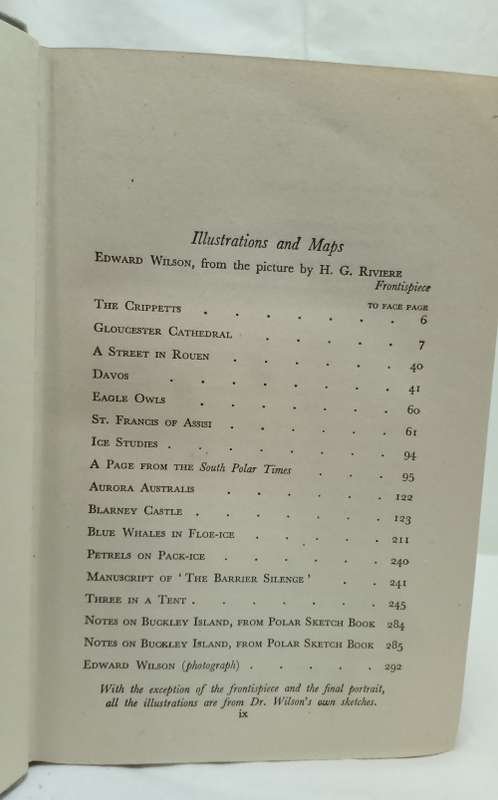 Illustrations and Maps
Edward Wilson, from the picture by H. G. Riviere
Frontispiece
TO FACE PAGE
The Crippetts . . . . . . 6
Gloucester Cathedral . . . . 7
A Street in Rouen . . . . . 40
Davos . . . . . . 41
Eagle Owls . . . . . . 60
St. Francis of Assisi . . . . . 61
Ice Studies . . . . . . . 94
A Page from the South Polar Times . . . 95
Aurora Australis . . . . . 122
Blarney Castle . . . . . . 123
Blue Whales in Floe-ice . . . . 211
Petrels on Pack-ice . . . . . 240
Manuscript of ‘The Barrier Silence’ . . 241
Three in a Tent . . . . . . 245
Notes on Buckley Island, from Polar Sketch Book 284
Notes on Buckley Island, from Polar Sketch Book 285
Edward Wilson (photograph) . . . . . 292
With the exception of the frontispiece and the final portrait,
all the illustrations are from Dr. Wilson's own sketches.
ix